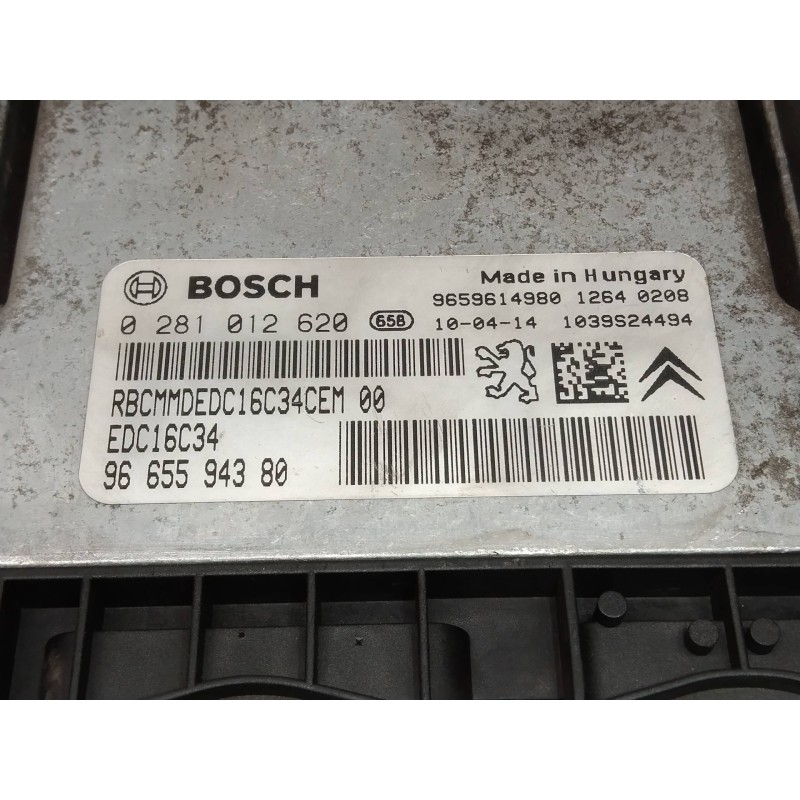 BOSCH
Made in Hungary
9659614980 1264 0208
0 281 012 620 65B 10-04-14 1039S24494
RBCMMDEDC16C34CEM 00
EDC16C34
96 655 943 80